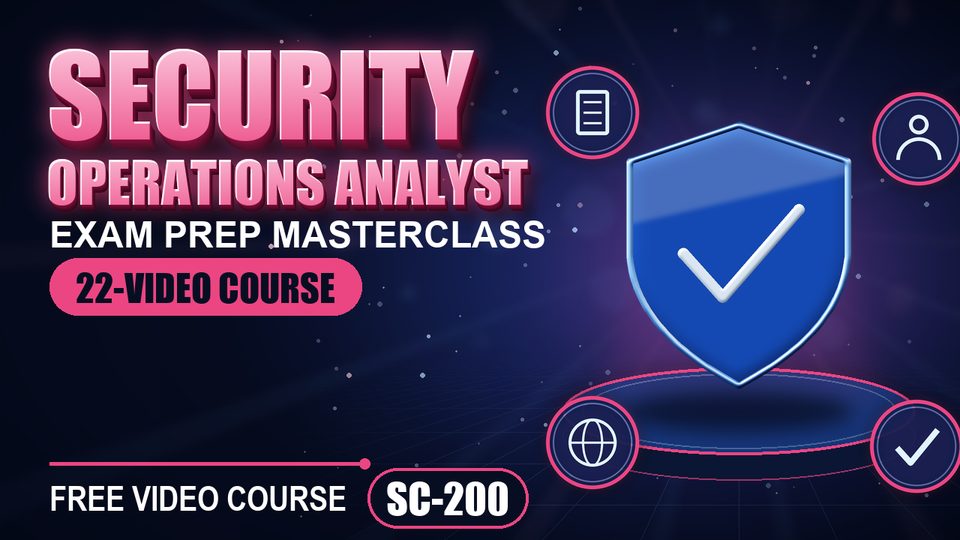 SECURITY
OPERATIONS ANALYST
EXAM PREP MASTERCLASS
22-VIDEO COURSE
FREE VIDEO COURSE
SC-200